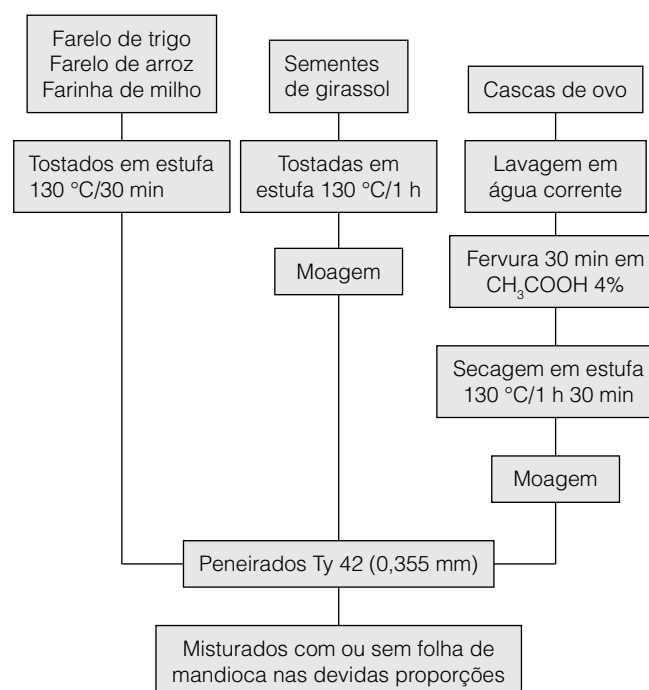 Farelo de trigo
Farelo de arroz
Farinha de milho
Tostados em estufa
130 °C/30 min
Sementes
de girassol
Tostadas em
estufa 130 °C/1 h
Moagem
Cascas de ovo
Lavagem em
água corrente
Fervura 30 min em
CH₃COOH 4%
Secagem em estufa
130 °C/1 h 30 min
Moagem
Peneirados Ty 42 (0,355 mm)
Misturados com ou sem folha de
mandioca nas devidas proporções